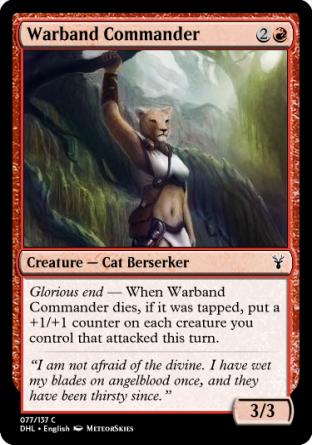 Warband Commander 2
Creature — Cat Berserker
Glorious end — When Warband
Commander dies, if it was tapped, put a
+1/+1 counter on each creature you
control that attacked this turn.
“I am not afraid of the divine. I have wet
my blades on angelblood once, and they
have been thirsty since.”
3/3
077/137 C
DHL • English MeteorSkies